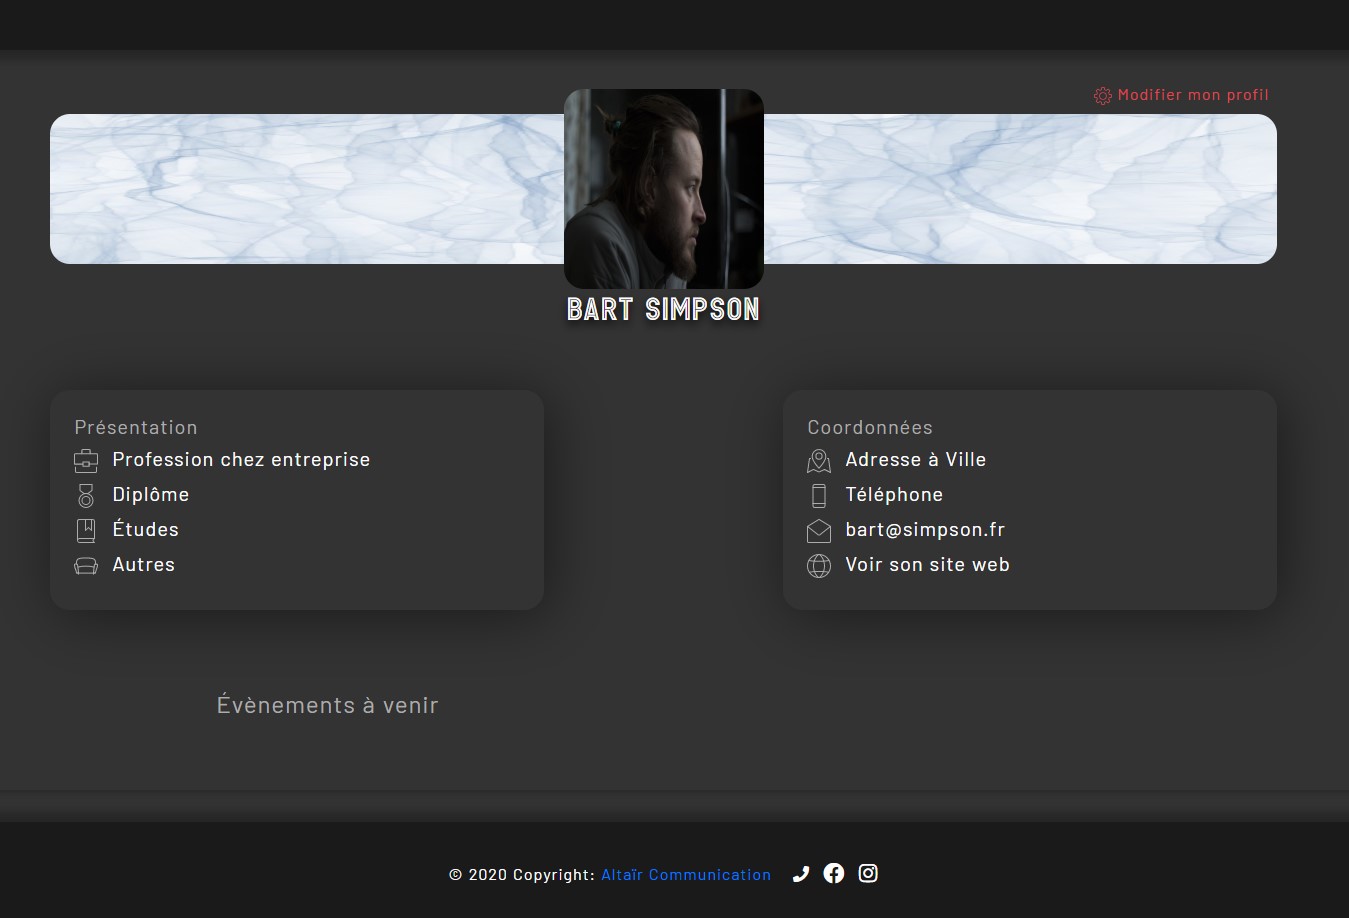 Modifier mon profil
BART SIMPSON
Présentation
Profession chez entreprise
Diplôme
Études
Autres
Coordonnées
Adresse à Ville
Téléphone
bart@simpson.fr
Voir son site web
Évènements à venir
© 2020 Copyright: Altaïr Communication